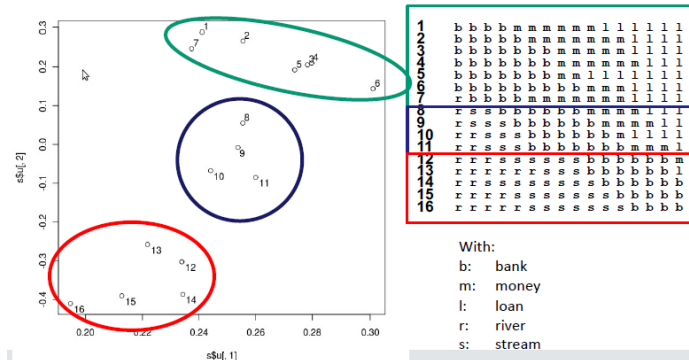 0.3
0.2
0.1
0.0
-0.1
-0.2
-0.3
-0.4
s$u[, 2]
1
2
7
5
4
6
8
9
10
11
13
12
15
14
16
0.20 0.22 0.24 0.26 0.28 0.30
s$u[, 1]
1 b b b b m m m m m m l l l l l l
2 b b b b b m m m m m m m l l l l
3 b b b b b b b m m m m m l l l l
4 b b b b b b b m m m m m m l l l
5 b b b b b b b m m l l l l l l l
6 b b b b b b b b b m m m m l l l
7 r b b b b m m m m m m m l l l l
8 r s s b b b b b b m m m m l l l
9 r s s s b b b b b b m m m l l l
10 r s s s b b b b b b b m l l l l
11 r s s s b b b b b b b b m m m l
12 r r r s s s s s s b b b b b b m
13 r r r r r r s s s b b b b b b l
14 r r s s s s s s s s b b b b b b
15 r r r r s s s s s s b b b b b b
16 r r r r r s s s s s s b b b b b
With:
b: bank
m: money
l: loan
r: river
s: stream